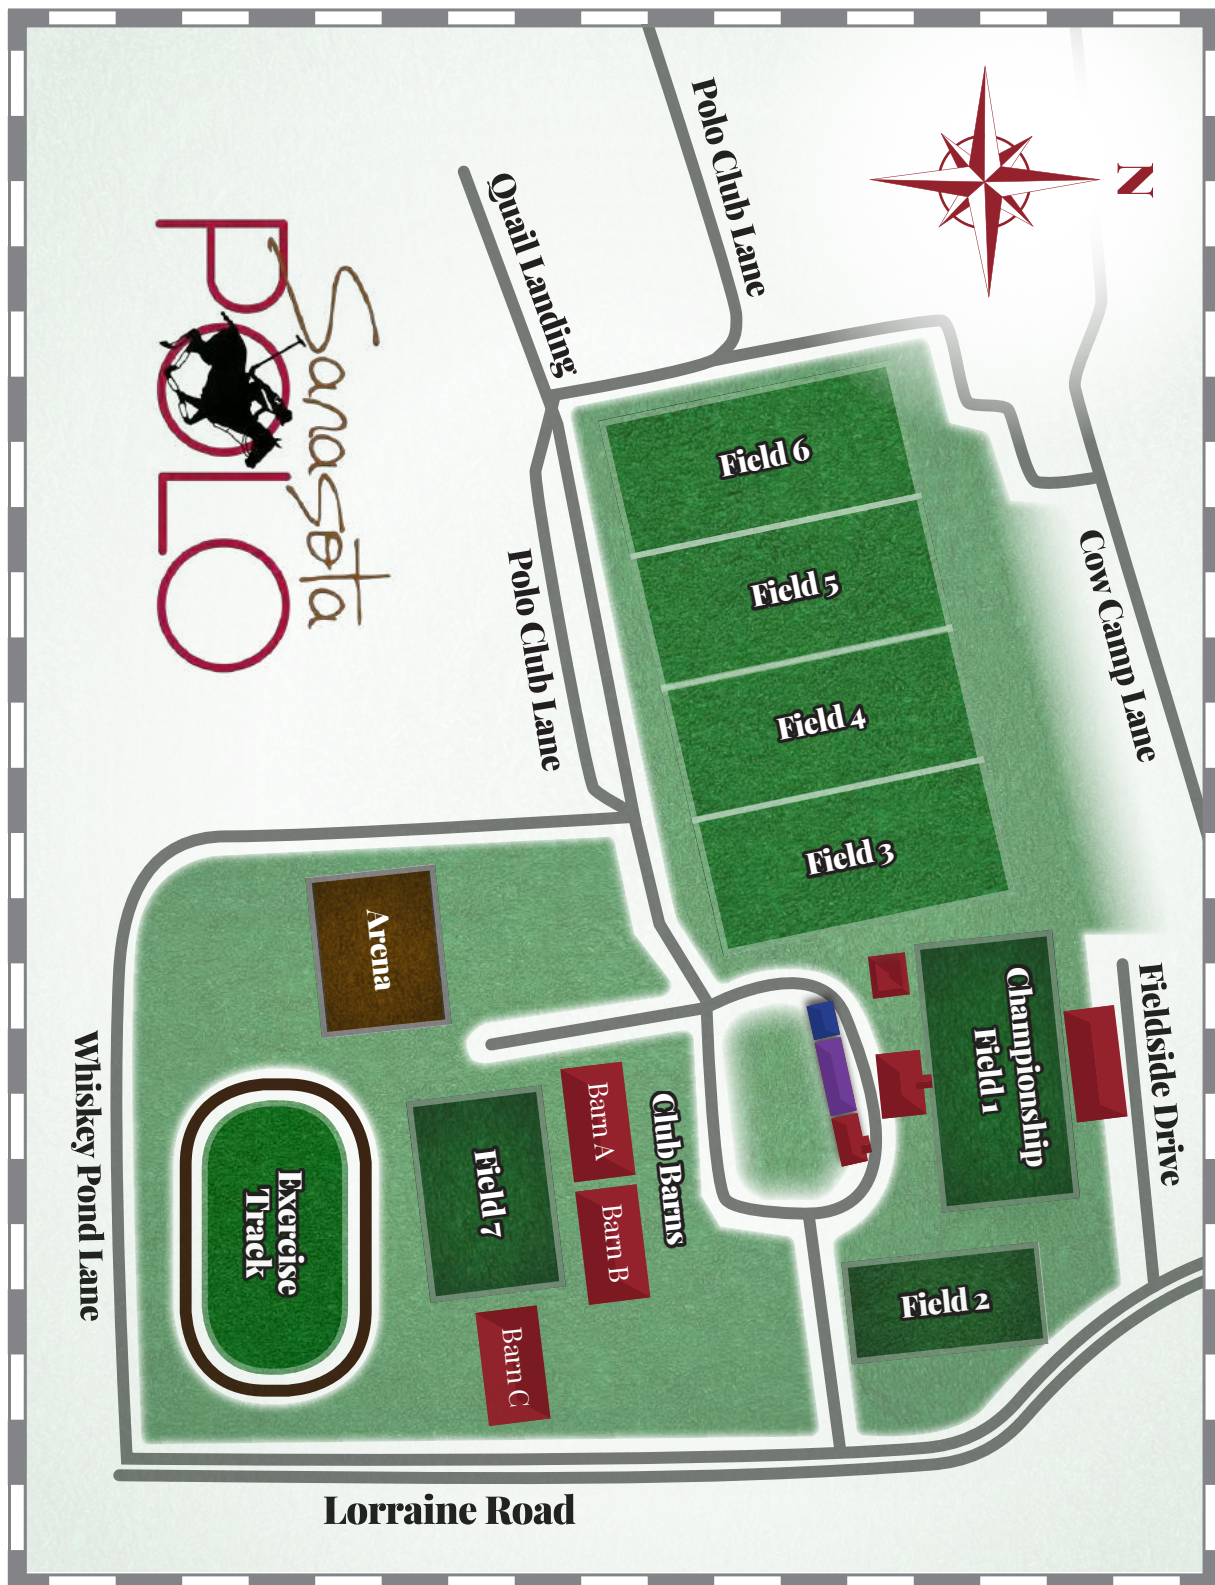 Polo Club Lane
N
Quail Landing
Sarasota
POLO
Field 6
Field 5
Field 4
Field 3
Cow Camp Lane
Polo Club Lane
Arena
Championship
Field 1
Fieldside Drive
Whiskey Pond Lane
Exercise
Track
Field 7
Club Barns
Barn A
Barn B
Barn C
Field 2
Lorraine Road